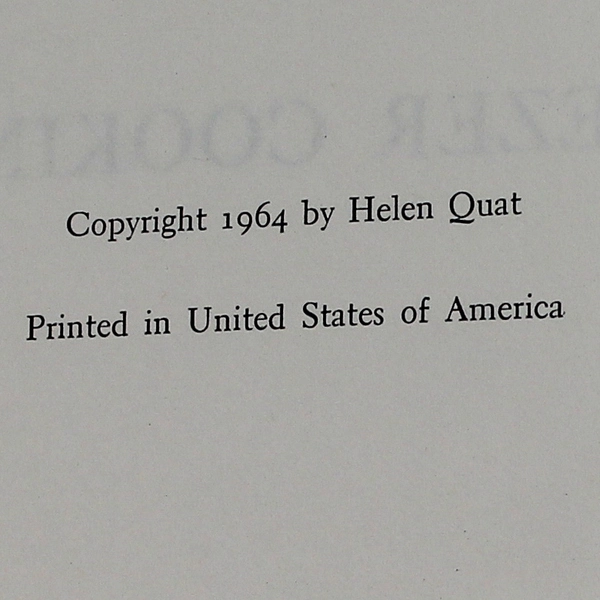 Copyright 1964 by Helen Quat
Printed in United States of America